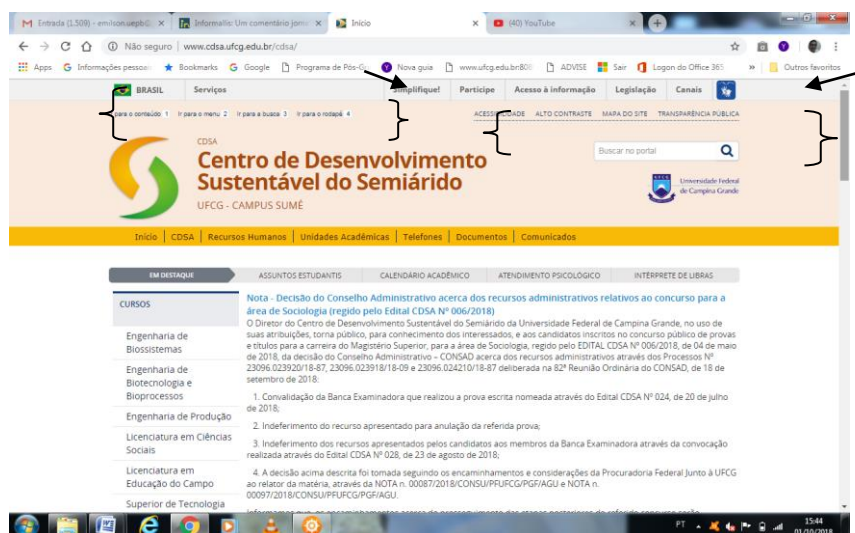 Entrada (1.509) - emilson.uepb@
Informallis: Um comentário jorna
Início
(40) YouTube
Não seguro | www.cdsa.ufcg.edu.br/cdsa/
Apps Informações pessoais Bookmarks Google Programa de Pós-G Nova guia www.ufcg.edu.br:80 ADVISE Sair Logon do Office 365 » Outros favoritos
BRASIL Serviços Simplifique! Participe Acesso à informação Legislação Canais
para o conteúdo 1 Ir para o menu 2 Ir para a busca 3 Ir para o rodapé 4 ACESSIBILIDADE ALTO CONTRASTE MAPA DO SITE TRANSPARÊNCIA PÚBLICA
CDSA
Centro de Desenvolvimento
Sustentável do Semiárido
UFCG - CAMPUS SUMÉ
Buscar no portal
UFCG
Universidade Federal
de Campina Grande
Início | CDSA | Recursos Humanos | Unidades Acadêmicas | Telefones | Documentos | Comunicados
EM DESTAQUE ASSUNTOS ESTUDANTIS CALENDÁRIO ACADÊMICO ATENDIMENTO PSICOLÓGICO INTÉRPRETE DE LIBRAS
CURSOS
Engenharia de
Biossistemas
Engenharia de
Biotecnologia e
Bioprocessos
Engenharia de Produção
Licenciatura em Ciências
Sociais
Licenciatura em
Educação do Campo
Superior de Tecnologia
Nota - Decisão do Conselho Administrativo acerca dos recursos administrativos relativos ao concurso para a
área de Sociologia (regido pelo Edital CDSA Nº 006/2018)
O Diretor do Centro de Desenvolvimento Sustentável do Semiárido da Universidade Federal de Campina Grande, no uso de
suas atribuições, torna público, para conhecimento dos interessados, e aos candidatos inscritos no concurso público de provas
e títulos para a carreira do Magistério Superior, para a área de Sociologia, regido pelo EDITAL CDSA Nº 006/2018, de 04 de maio
de 2018, da decisão do Conselho Administrativo – CONSAD acerca dos recursos administrativos através dos Processos Nº
23096.023920/18-87, 23096.023918/18-09 e 23096.024210/18-87 deliberada na 82ª Reunião Ordinária do CONSAD, de 18 de
setembro de 2018:
1. Convalidação da Banca Examinadora que realizou a prova escrita nomeada através do Edital CDSA Nº 024, de 20 de julho
de 2018;
2. Indeferimento do recurso apresentado para anulação da referida prova;
3. Indeferimento dos recursos apresentados pelos candidatos aos membros da Banca Examinadora através da convocação
realizada através do Edital CDSA Nº 028, de 23 de agosto de 2018;
4. A decisão acima descrita foi tomada seguindo os encaminhamentos e considerações da Procuradoria Federal Junto à UFCG
ao relator da matéria, através da NOTA n. 00087/2018/CONSU/PFUFCG/PGF/AGU e NOTA n.
00097/2018/CONSU/PFUFCG/PGF/AGU.
PT
15:44
01/10/2018